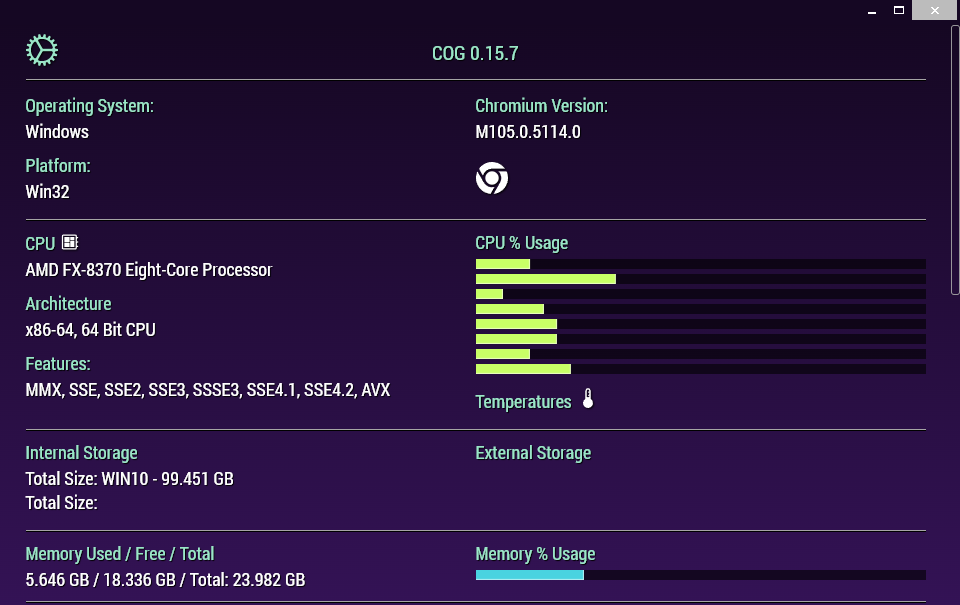 COG 0.15.7
Operating System:
Windows
Platform:
Win32
Chromium Version:
M105.0.5114.0
CPU
AMD FX-8370 Eight-Core Processor
Architecture
x86-64, 64 Bit CPU
Features:
MMX, SSE, SSE2, SSE3, SSSE3, SSE4.1, SSE4.2, AVX
CPU % Usage
Temperatures
Internal Storage
Total Size: WIN10 - 99.451 GB
Total Size:
External Storage
Memory Used / Free / Total
5.646 GB / 18.336 GB / Total: 23.982 GB
Memory % Usage